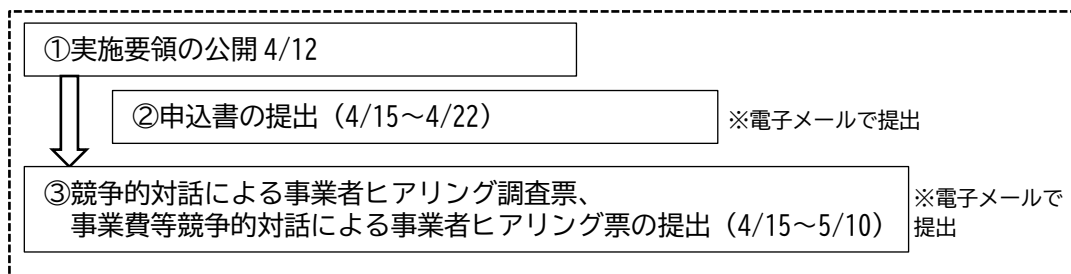 ①実施要領の公開 4/12
②申込書の提出（4/15～4/22）
※電子メールで提出
③競争的対話による事業者ヒアリング調査票、
事業費等競争的対話による事業者ヒアリング票の提出（4/15～5/10）
※電子メールで
提出